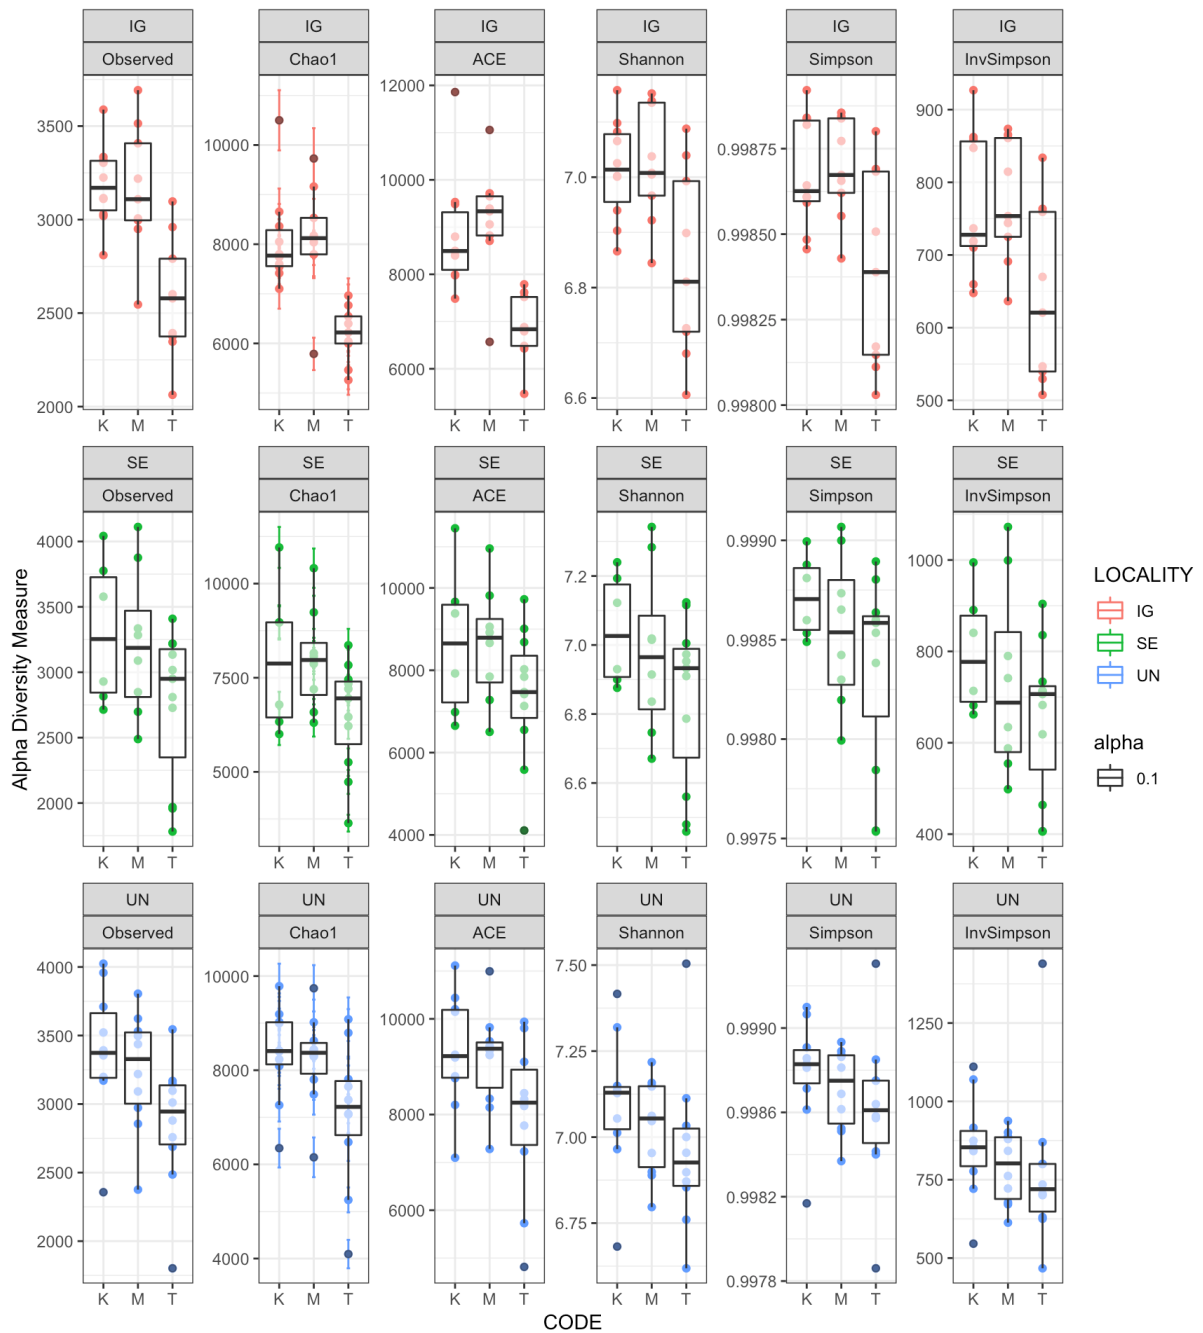 IG IG IG IG IG IG
Observed Chao1 ACE Shannon Simpson InvSimpson
3500 3000 2500 2000
10000 8000 6000
12000 10000 8000 6000
7.0 6.8 6.6
0.99875 0.99850 0.99825 0.99800
900 800 700 600 500
K M T K M T K M T K M T K M T K M T
SE SE SE SE SE SE
Observed Chao1 ACE Shannon Simpson InvSimpson
4000 3500 3000 2500 2000
10000 7500 5000
10000 8000 6000 4000
7.2 7.0 6.8 6.6
0.9990 0.9985 0.9980 0.9975
1000 800 600 400
K M T K M T K M T K M T K M T K M T
UN UN UN UN UN UN
Observed Chao1 ACE Shannon Simpson InvSimpson
4000 3500 3000 2500 2000
10000 8000 6000 4000
10000 8000 6000
7.50 7.25 7.00 6.75
0.9990 0.9986 0.9982 0.9978
1250 1000 750 500
K M T K M T K M T K M T K M T K M T
Alpha Diversity Measure
CODE
LOCALITY
IG
SE
UN
alpha
0.1